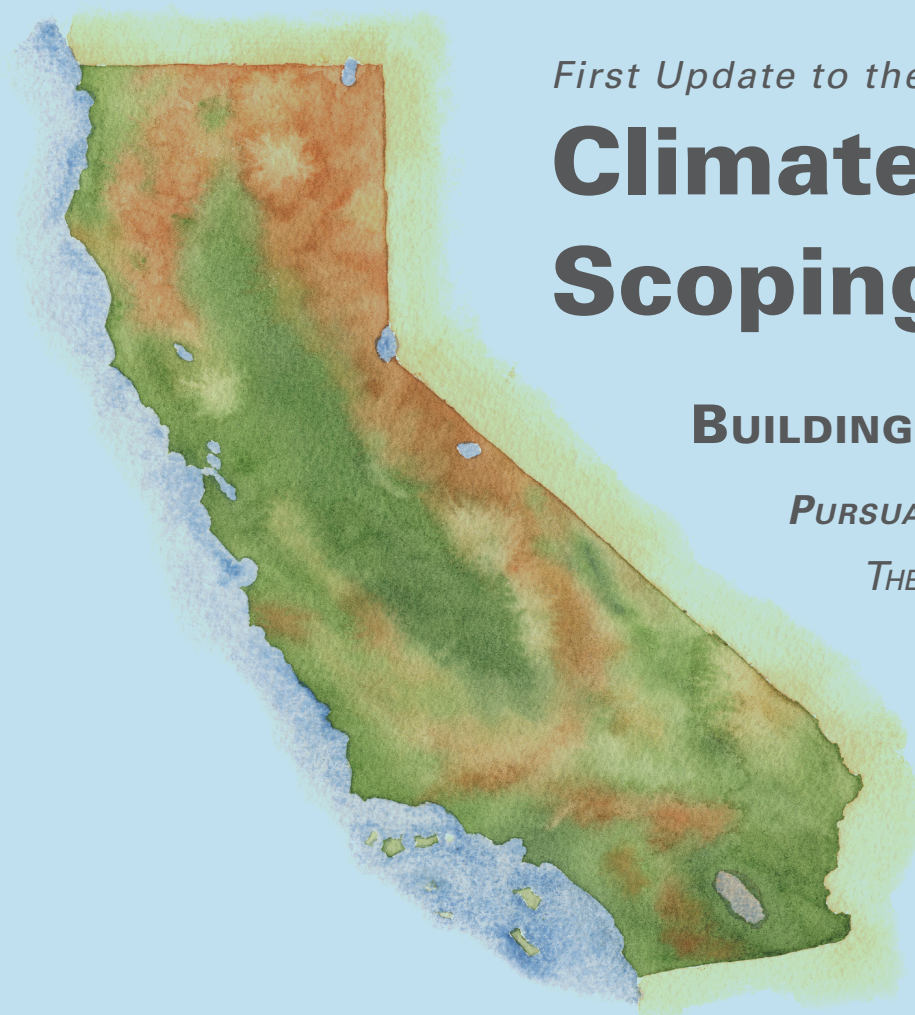 First Update to the
Climate
Scoping
BUILDING
PURSUA
THE